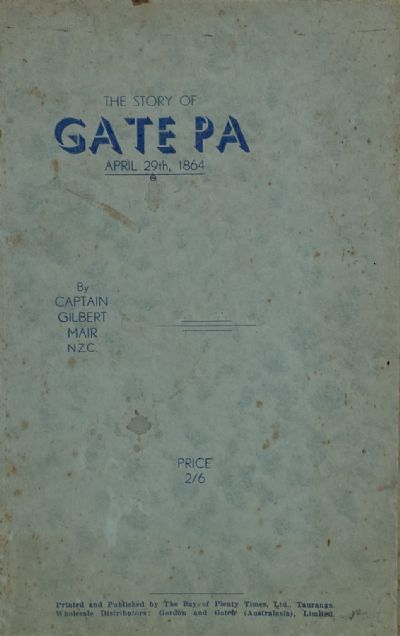 THE STORY OF
GATE PA
APRIL 29th, 1864
By
CAPTAIN
GILBERT
MAIR
N.Z.C.
PRICE
2/6
Printed and Published by The Bay of Plenty Times, Ltd., Tauranga.
Wholesale Distributors: Gordon and Gotch (Australasia), Limited.